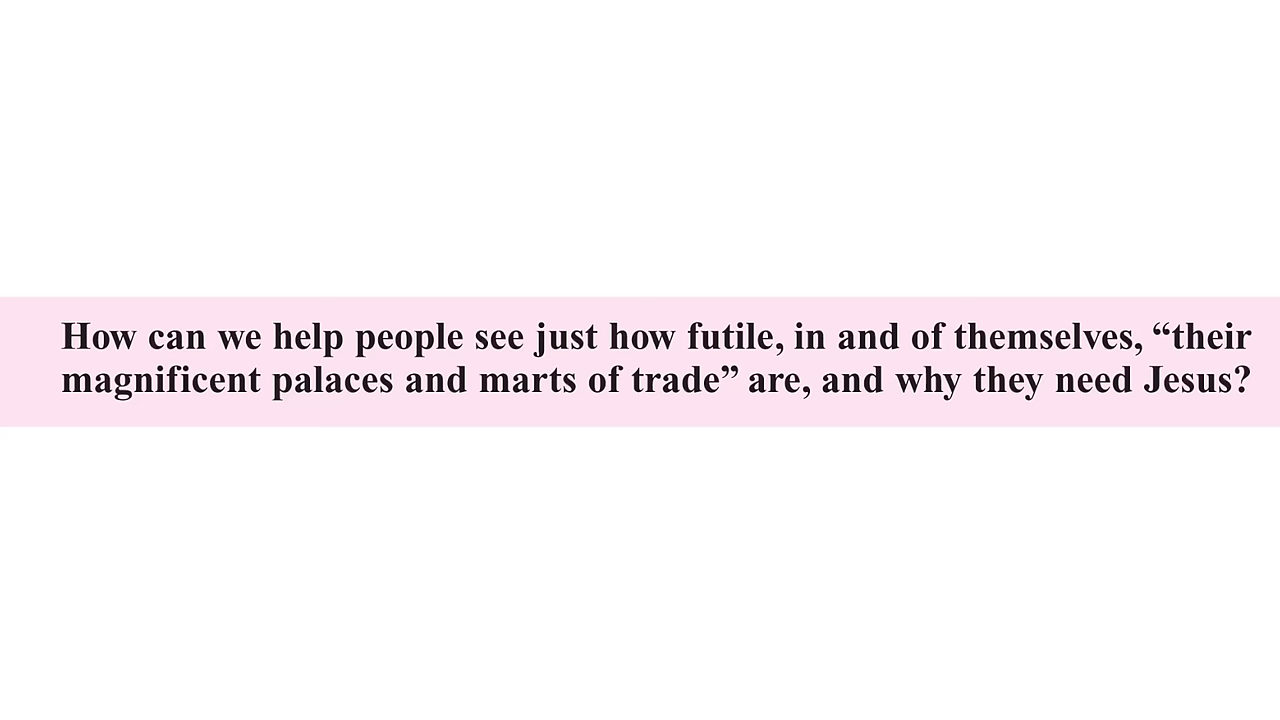 How can we help people see just how futile, in and of themselves, “their
magnificent palaces and marts of trade” are, and why they need Jesus?